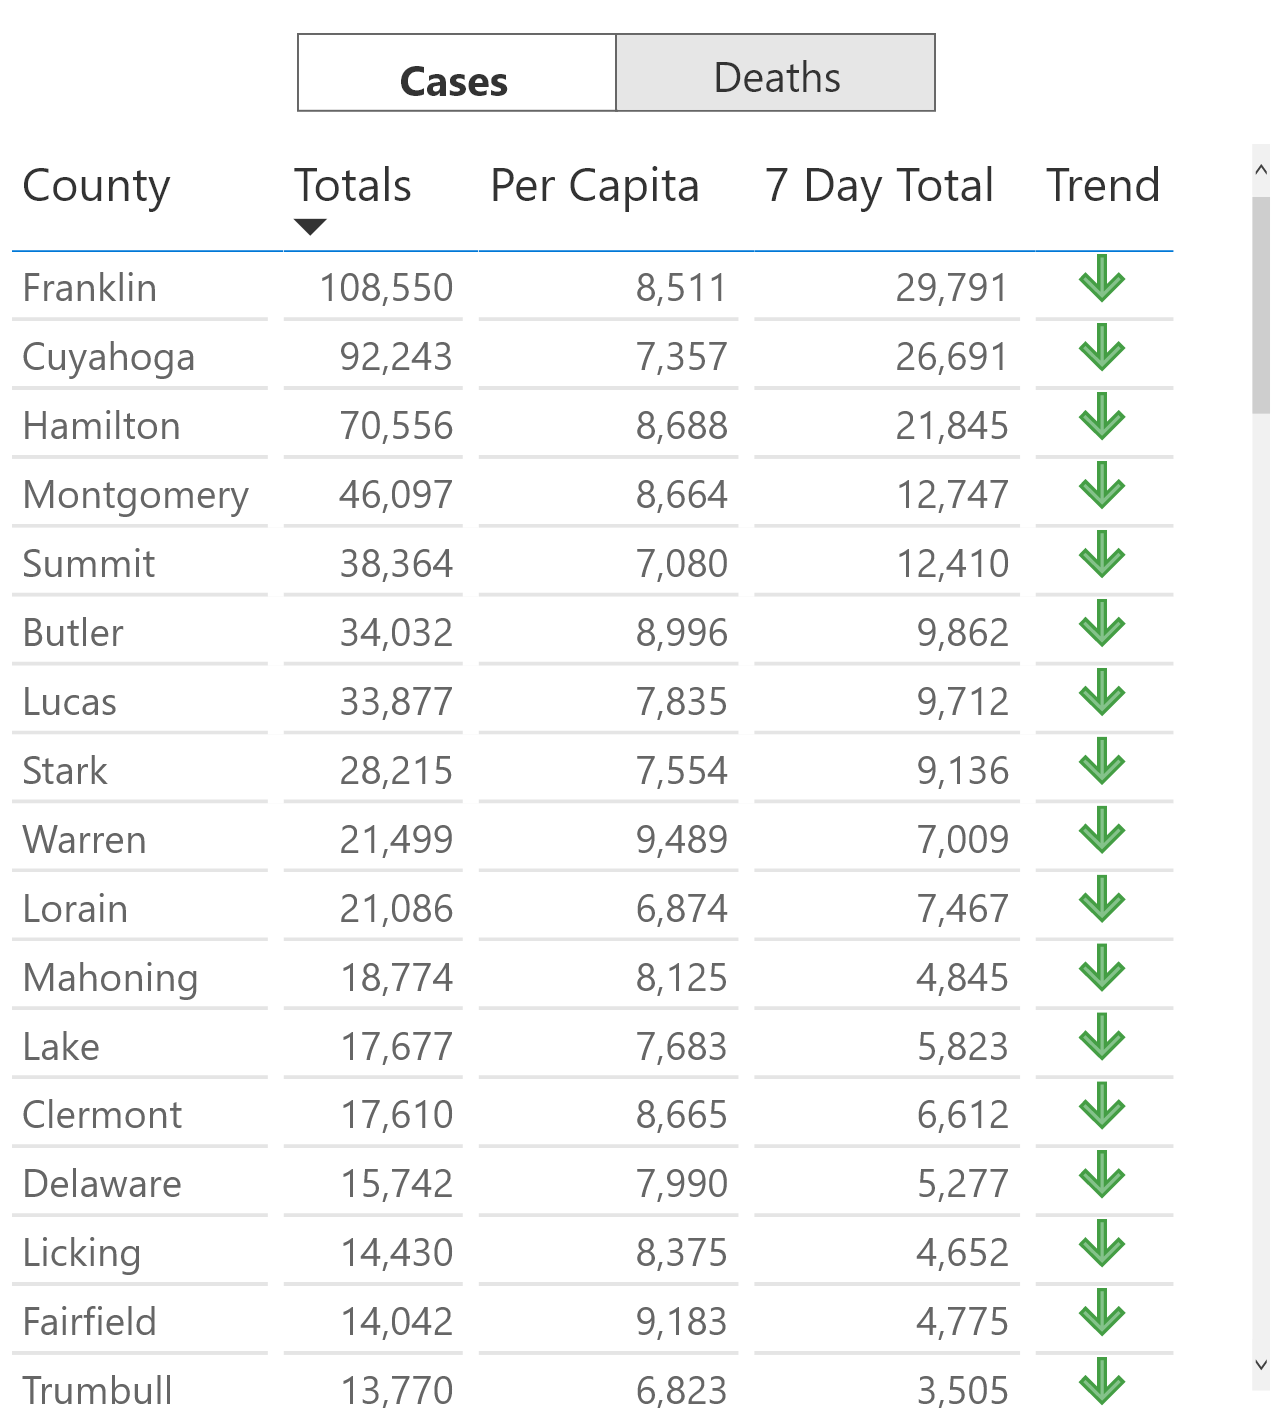 Cases Deaths
County Totals Per Capita 7 Day Total Trend
Franklin 108,550 8,511 29,791
Cuyahoga 92,243 7,357 26,691
Hamilton 70,556 8,688 21,845
Montgomery 46,097 8,664 12,747
Summit 38,364 7,080 12,410
Butler 34,032 8,996 9,862
Lucas 33,877 7,835 9,712
Stark 28,215 7,554 9,136
Warren 21,499 9,489 7,009
Lorain 21,086 6,874 7,467
Mahoning 18,774 8,125 4,845
Lake 17,677 7,683 5,823
Clermont 17,610 8,665 6,612
Delaware 15,742 7,990 5,277
Licking 14,430 8,375 4,652
Fairfield 14,042 9,183 4,775
Trumbull 13,770 6,823 3,505